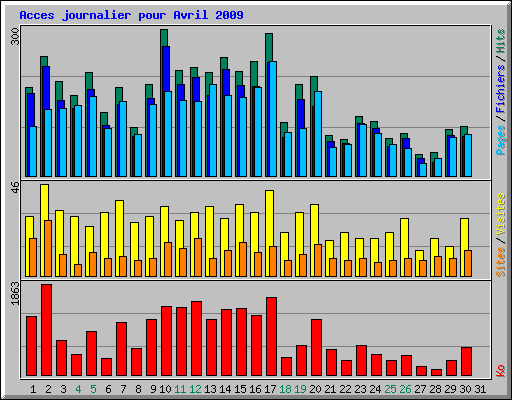 Acces journalier pour Avril 2009
300
Pages / Fichiers / Hits
46
Sites / Visites
1863
Ko
1 2 3 4 5 6 7 8 9 10 11 12 13 14 15 16 17 18 19 20 21 22 23 24 25 26 27 28 29 30 31